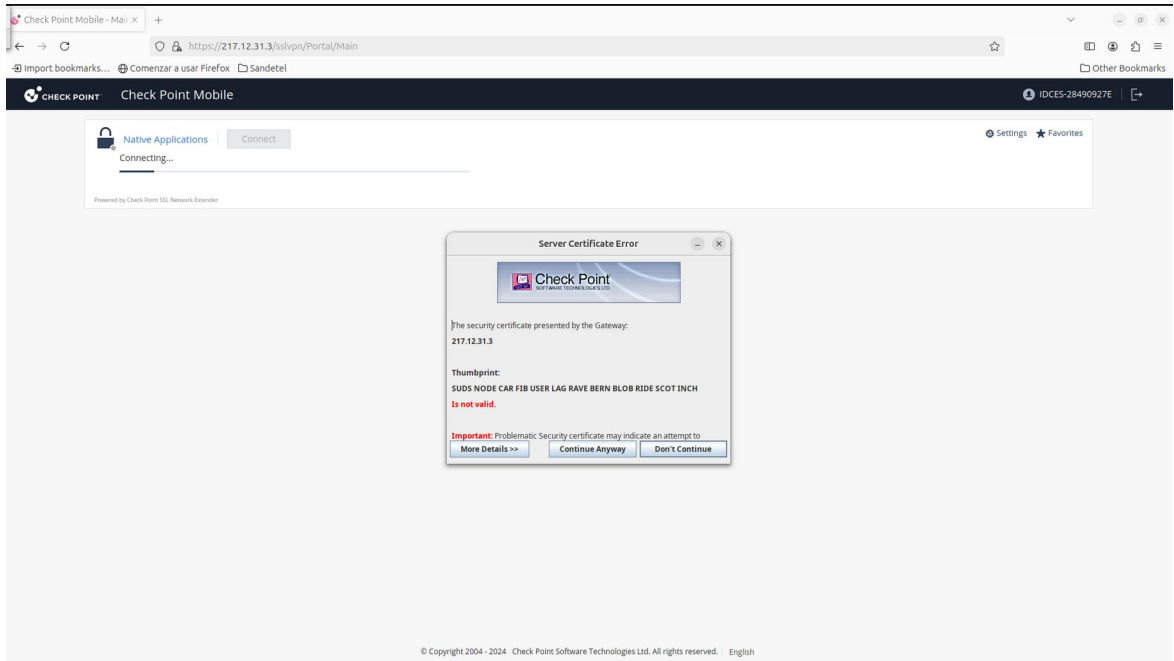 Check Point Mobile - Mai
https://217.12.31.3/sslvpn/Portal/Main
Import bookmarks... Comenzar a usar Firefox Sandetel Other Bookmarks
CHECK POINT Check Point Mobile IDCES-28490927E
Native Applications Connect Settings Favorites
Connecting...
Powered by Check Point SSL Network Extender
Server Certificate Error
Check Point
SOFTWARE TECHNOLOGIES LTD.
The security certificate presented by the Gateway:
217.12.31.3
Thumbprint:
SUDS NODE CAR FIB USER LAG RAVE BERN BLOB RIDE SCOT INCH
Is not valid.
Important: Problematic Security certificate may indicate an attempt to
More Details >> Continue Anyway Don't Continue
© Copyright 2004 - 2024 Check Point Software Technologies Ltd. All rights reserved. English